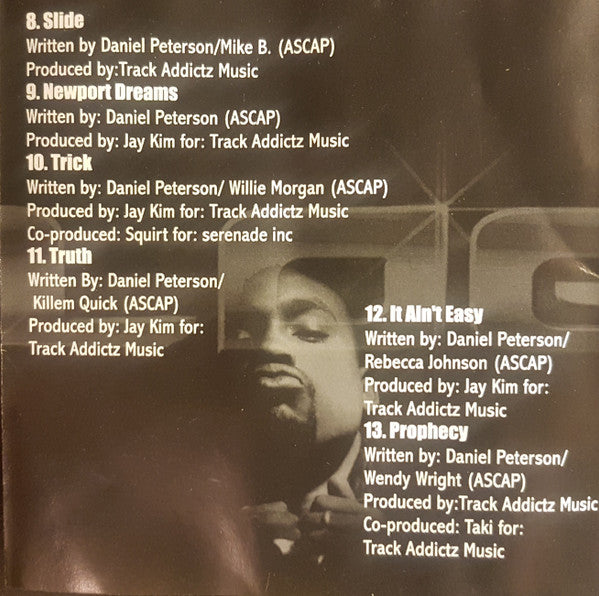 8. Slide
Written by Daniel Peterson/Mike B. (ASCAP)
Produced by:Track Addictz Music
9. Newport Dreams
Written by: Daniel Peterson (ASCAP)
Produced by: Jay Kim for: Track Addictz Music
10. Trick
Written by: Daniel Peterson/ Willie Morgan (ASCAP)
Produced by: Jay Kim for: Track Addictz Music
Co-produced: Squirt for: serenade inc
11. Truth
Written By: Daniel Peterson/
Killem Quick (ASCAP)
Produced by: Jay Kim for:
Track Addictz Music
12. It Ain't Easy
Written by: Daniel Peterson/
Rebecca Johnson (ASCAP)
Produced by: Jay Kim for:
Track Addictz Music
13. Prophecy
Written by: Daniel Peterson/
Wendy Wright (ASCAP)
Produced by:Track Addictz Music
Co-produced: Taki for:
Track Addictz Music